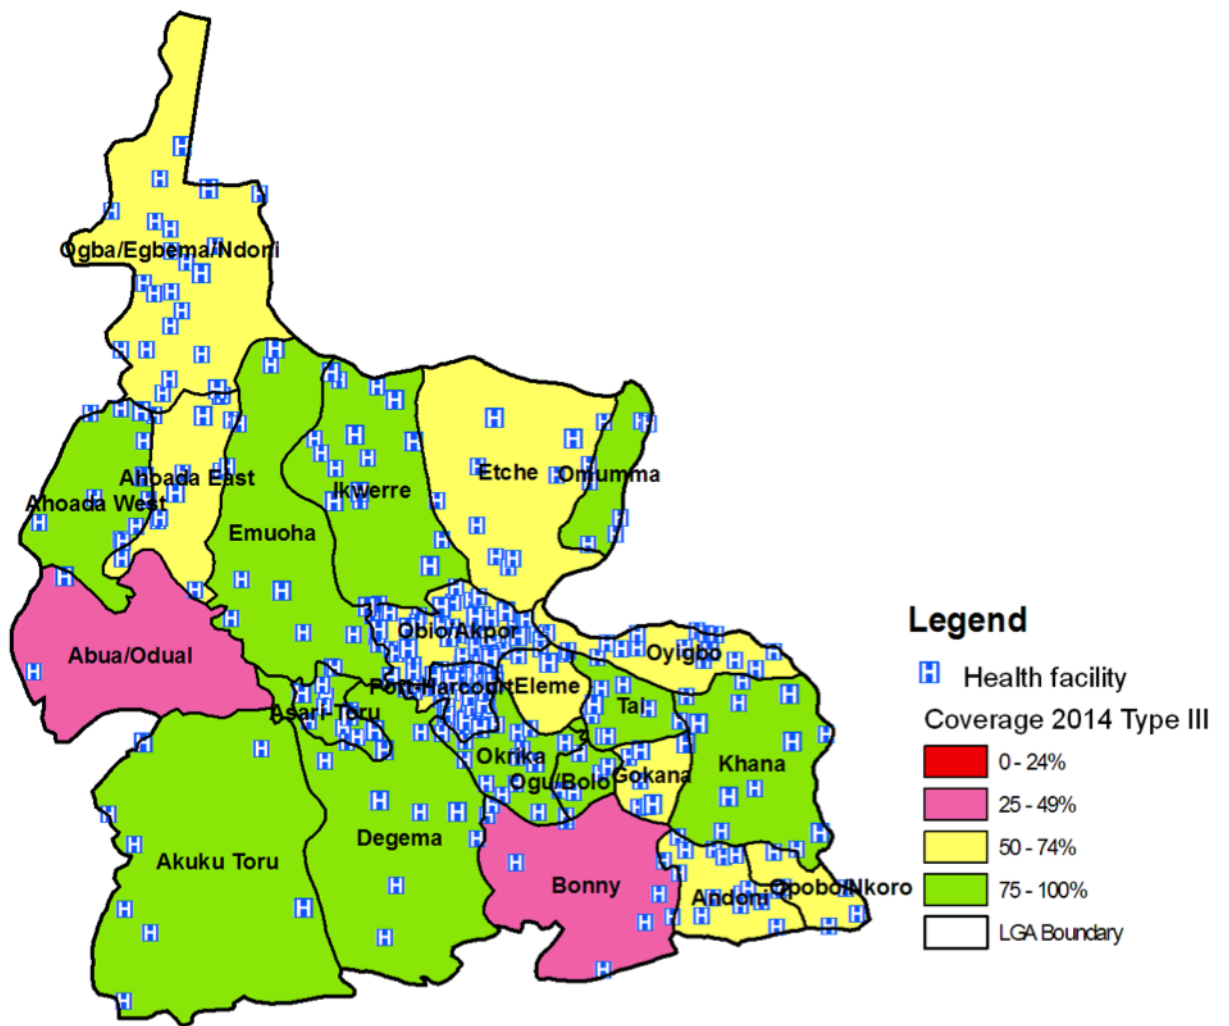 Ogba/Egbema/Ndoni
Ahoada East
Ahoada West
Etche
Omumma
Ikwerre
Emuoha
Obio/Akpor
Abua/Odual
Oyigbo
Port-Harcourt
Eleme
Asari-Toru
Tai
Okrika
Ogu/Bolo
Gokana
Khana
Degema
Akuku Toru
Bonny
Andoni
Opobo/Nkoro
Legend
H Health facility
Coverage 2014 Type III
0 - 24%
25 - 49%
50 - 74%
75 - 100%
LGA Boundary